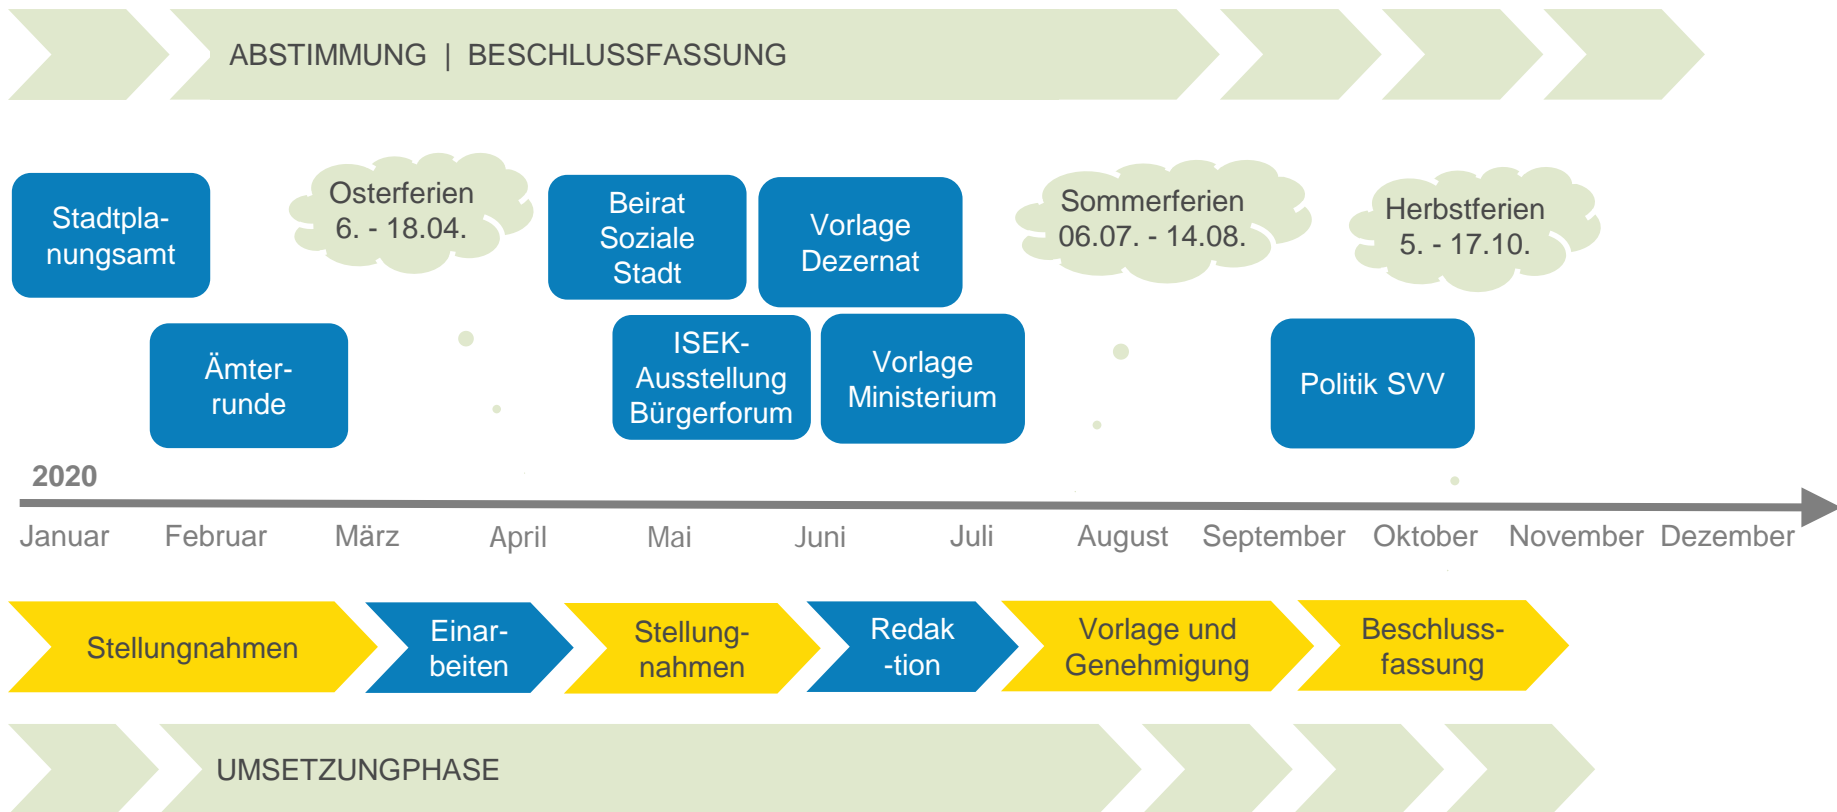 ABSTIMMUNG | BESCHLUSSFASSUNG
Stadtpla-
nungsamt
Ämter-
runde
Osterferien
6. - 18.04.
Beirat
Soziale
Stadt
ISEK-
Ausstellung
Bürgerforum
Vorlage
Dezernat
Vorlage
Ministerium
Sommerferien
06.07. - 14.08.
Herbstferien
5. - 17.10.
Politik SVV
2020
Januar Februar März April Mai Juni Juli August September Oktober November Dezember
Stellungnahmen
Einar-
beiten
Stellung-
nahmen
Redak
-tion
Vorlage und
Genehmigung
Beschluss-
fassung
UMSETZUNGPHASE